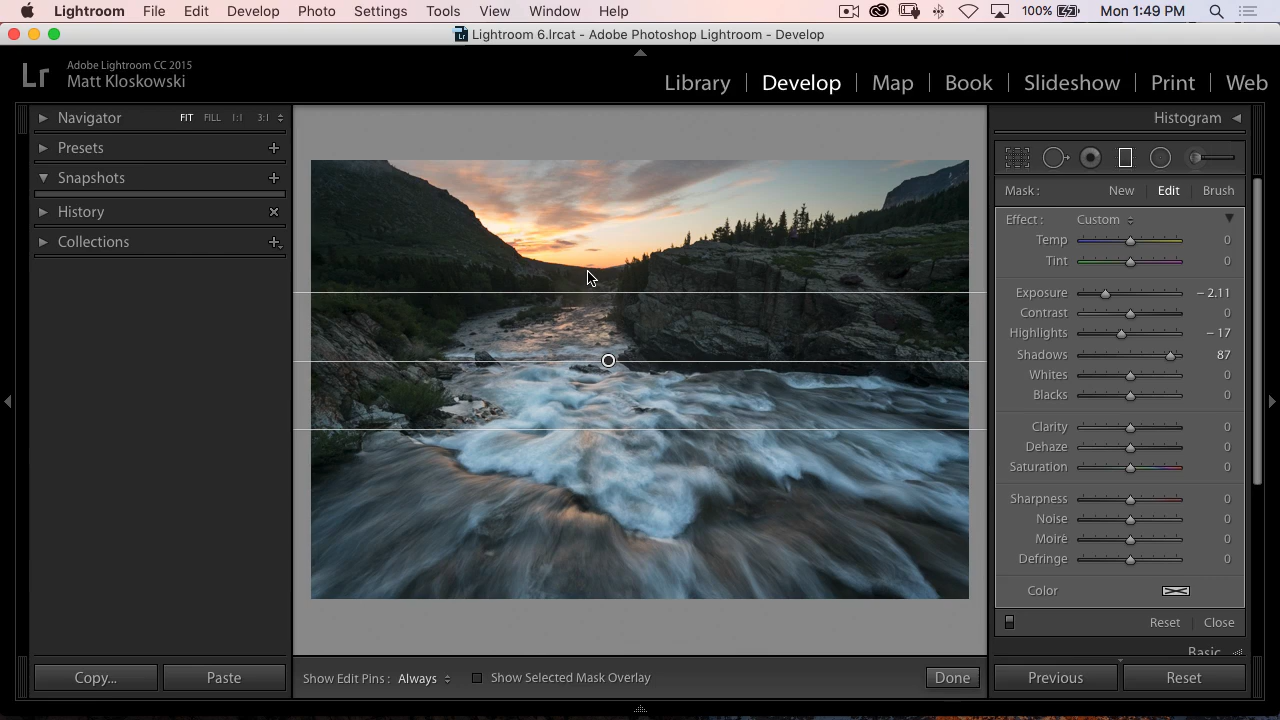 Lightroom File Edit Develop Photo Settings Tools View Window Help 100% Mon 1:49 PM
Lr Lightroom 6.lrcat - Adobe Photoshop Lightroom - Develop
Lr Adobe Lightroom CC 2015
Matt Kloskowski
Library | Develop | Map | Book | Slideshow | Print | Web
Navigator FIT FILL 1:1 3:1
Presets
Snapshots
History
Collections
Histogram
Mask : New Edit Brush
Effect : Custom
Temp 0
Tint 0
Exposure − 2.11
Contrast 0
Highlights − 17
Shadows 87
Whites 0
Blacks 0
Clarity 0
Dehaze 0
Saturation 0
Sharpness 0
Noise 0
Moiré 0
Defringe 0
Color
Reset Close
Basic
Copy... Paste
Show Edit Pins : Always Show Selected Mask Overlay Done
Previous Reset